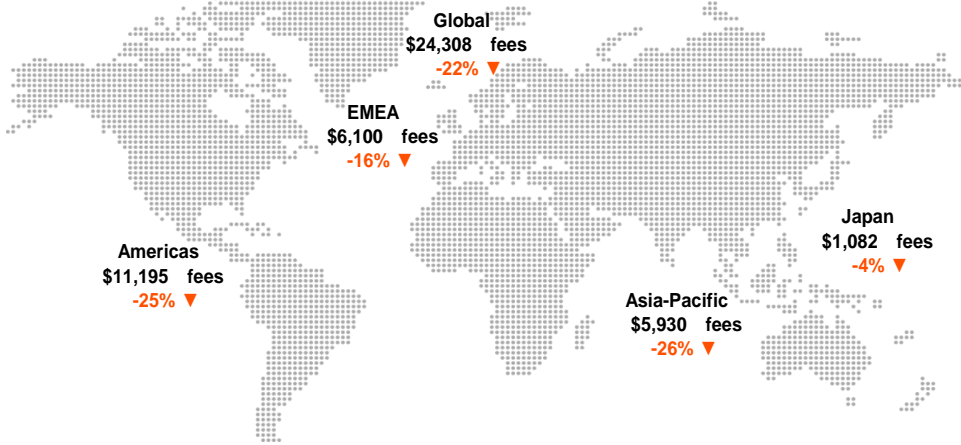 Global
$24,308 fees
-22% ▼
EMEA
$6,100 fees
-16% ▼
Americas
$11,195 fees
-25% ▼
Japan
$1,082 fees
-4% ▼
Asia-Pacific
$5,930 fees
-26% ▼